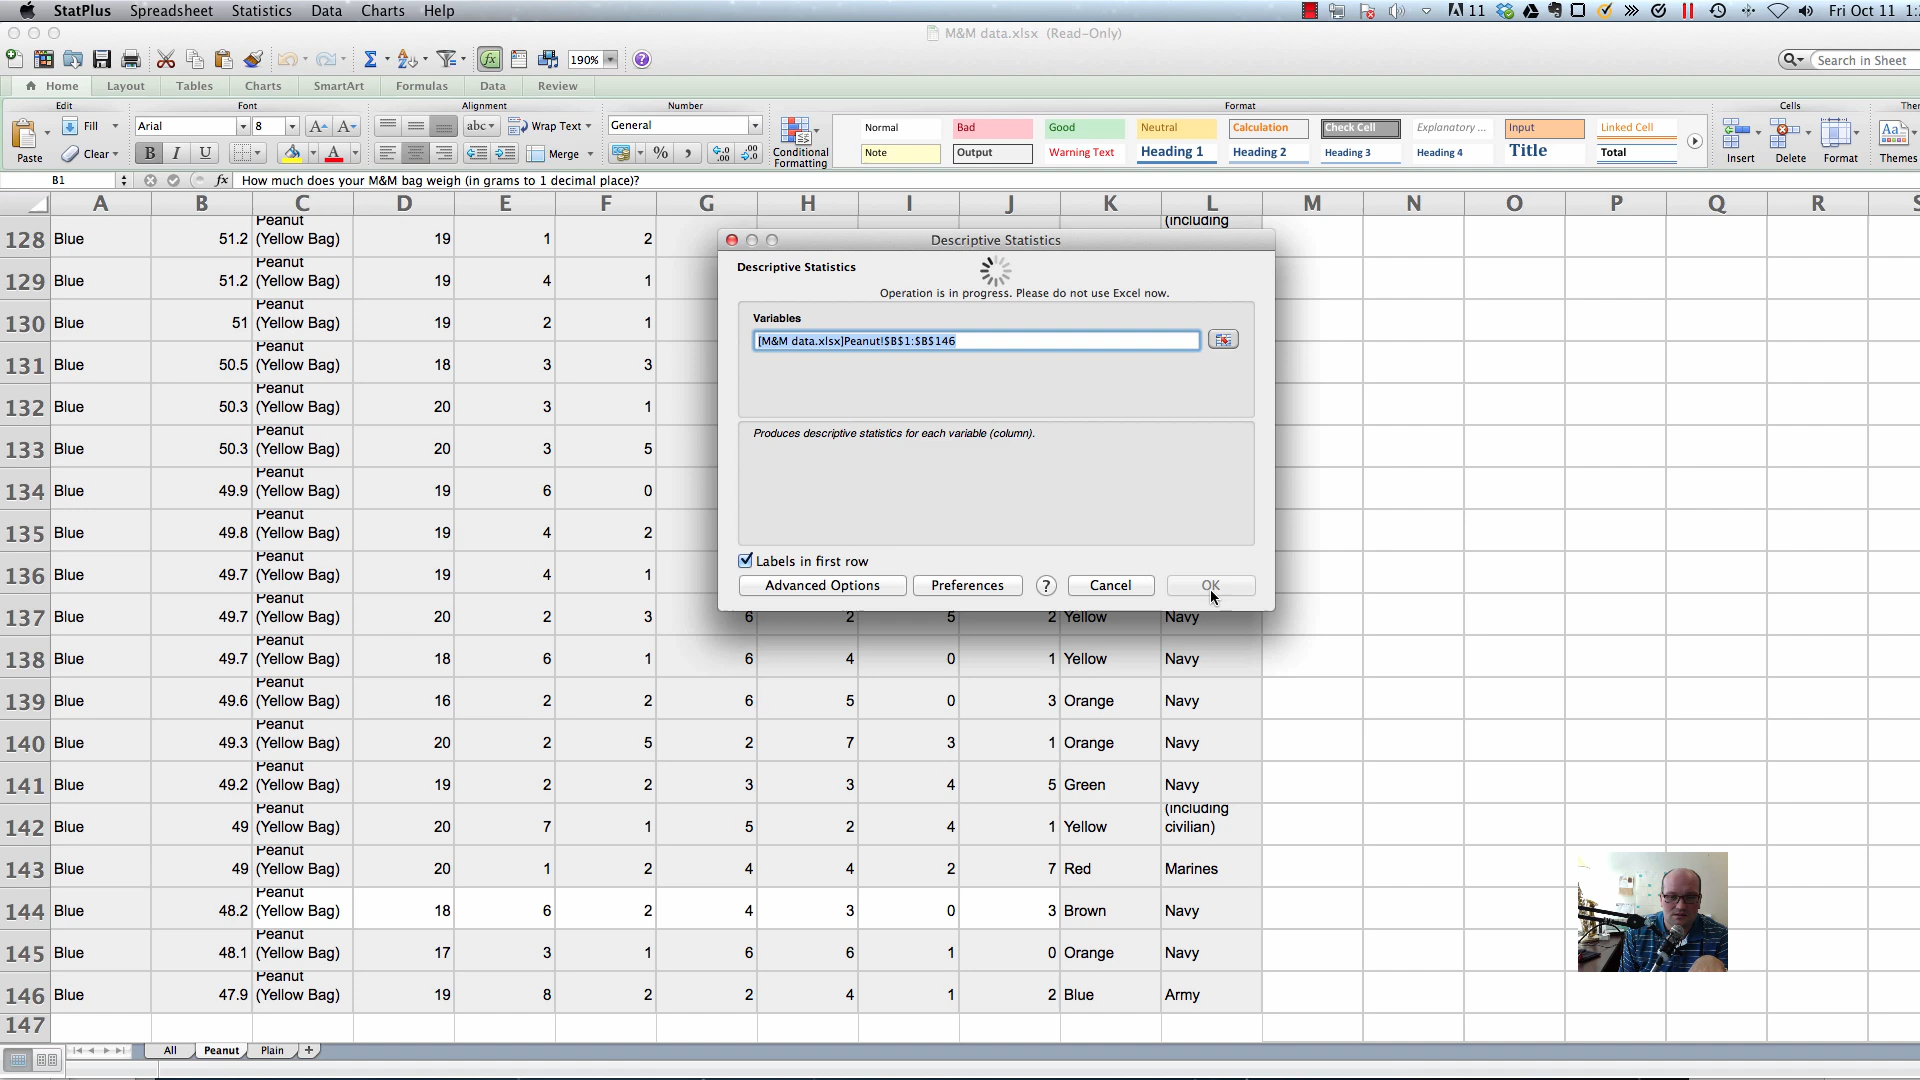 StatPlus Spreadsheet Statistics Data Charts Help 11 Fri Oct 11 1:
M&M data.xlsx (Read-Only)
190% Search in Sheet
Home Layout Tables Charts SmartArt Formulas Data Review
Edit Font Alignment Number Format Cells
Fill Arial 8 abc Wrap Text General Normal Bad Good Neutral Calculation Check Cell Explanatory ... Input Linked Cell
Paste Clear B I U Merge % Conditional Formatting Note Output Warning Text Heading 1 Heading 2 Heading 3 Heading 4 Title Total Insert Delete Format Themes
B1 fx How much does your M&M bag weigh (in grams to 1 decimal place)?
A B C D E F G H I J K L M N O P Q R S
128 Blue 51.2 Peanut (Yellow Bag) 19 1 2 (including
129 Blue 51.2 Peanut (Yellow Bag) 19 4 1
130 Blue 51 Peanut (Yellow Bag) 19 2 1
131 Blue 50.5 Peanut (Yellow Bag) 18 3 3
132 Blue 50.3 Peanut (Yellow Bag) 20 3 1
133 Blue 50.3 Peanut (Yellow Bag) 20 3 5
134 Blue 49.9 Peanut (Yellow Bag) 19 6 0
135 Blue 49.8 Peanut (Yellow Bag) 19 4 2
136 Blue 49.7 Peanut (Yellow Bag) 19 4 1
137 Blue 49.7 Peanut (Yellow Bag) 20 2 3 6 2 5 2 Yellow Navy
138 Blue 49.7 Peanut (Yellow Bag) 18 6 1 6 4 0 1 Yellow Navy
139 Blue 49.6 Peanut (Yellow Bag) 16 2 2 6 5 0 3 Orange Navy
140 Blue 49.3 Peanut (Yellow Bag) 20 2 5 2 7 3 1 Orange Navy
141 Blue 49.2 Peanut (Yellow Bag) 19 2 2 3 3 4 5 Green Navy
142 Blue 49 Peanut (Yellow Bag) 20 7 1 5 2 4 1 Yellow (including civilian)
143 Blue 49 Peanut (Yellow Bag) 20 1 2 4 4 2 7 Red Marines
144 Blue 48.2 Peanut (Yellow Bag) 18 6 2 4 3 0 3 Brown Navy
145 Blue 48.1 Peanut (Yellow Bag) 17 3 1 6 6 1 0 Orange Navy
146 Blue 47.9 Peanut (Yellow Bag) 19 8 2 2 4 1 2 Blue Army
147
Descriptive Statistics
Descriptive Statistics
Operation is in progress. Please do not use Excel now.
Variables
[M&M data.xlsx]Peanut!$B$1:$B$146
Produces descriptive statistics for each variable (column).
Labels in first row
Advanced Options Preferences ? Cancel OK
All Peanut Plain +